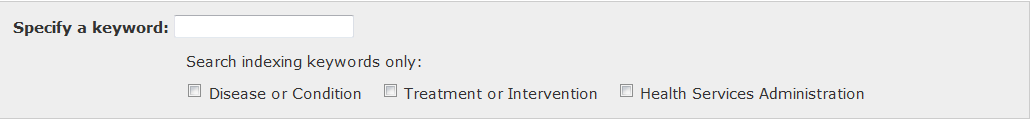 Specify a keyword:
Search indexing keywords only:
Disease or Condition Treatment or Intervention Health Services Administration